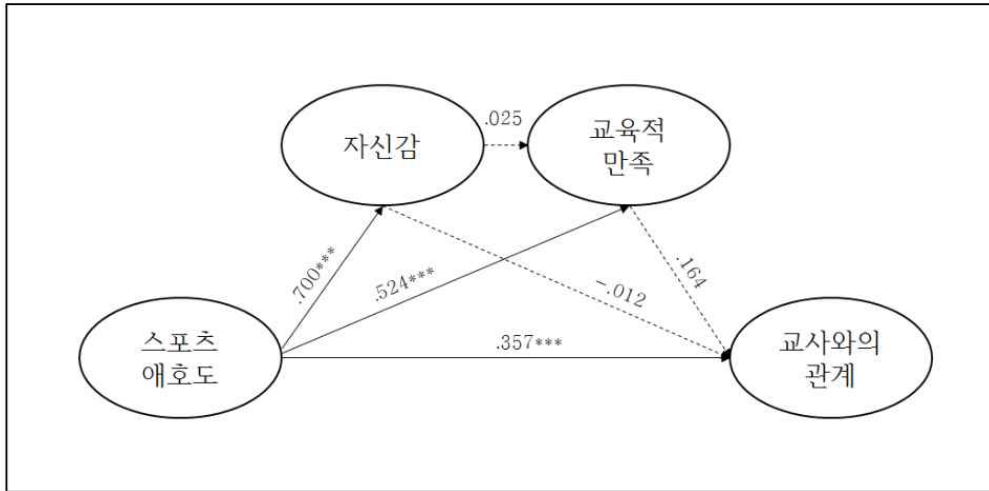 .025
자신감
교육적
만족
.700***
.524***
-.012
.164
.357***
스포츠
애호도
교사와의
관계